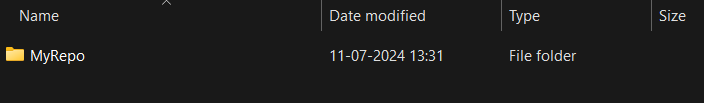 Name Date modified Type Size
MyRepo 11-07-2024 13:31 File folder